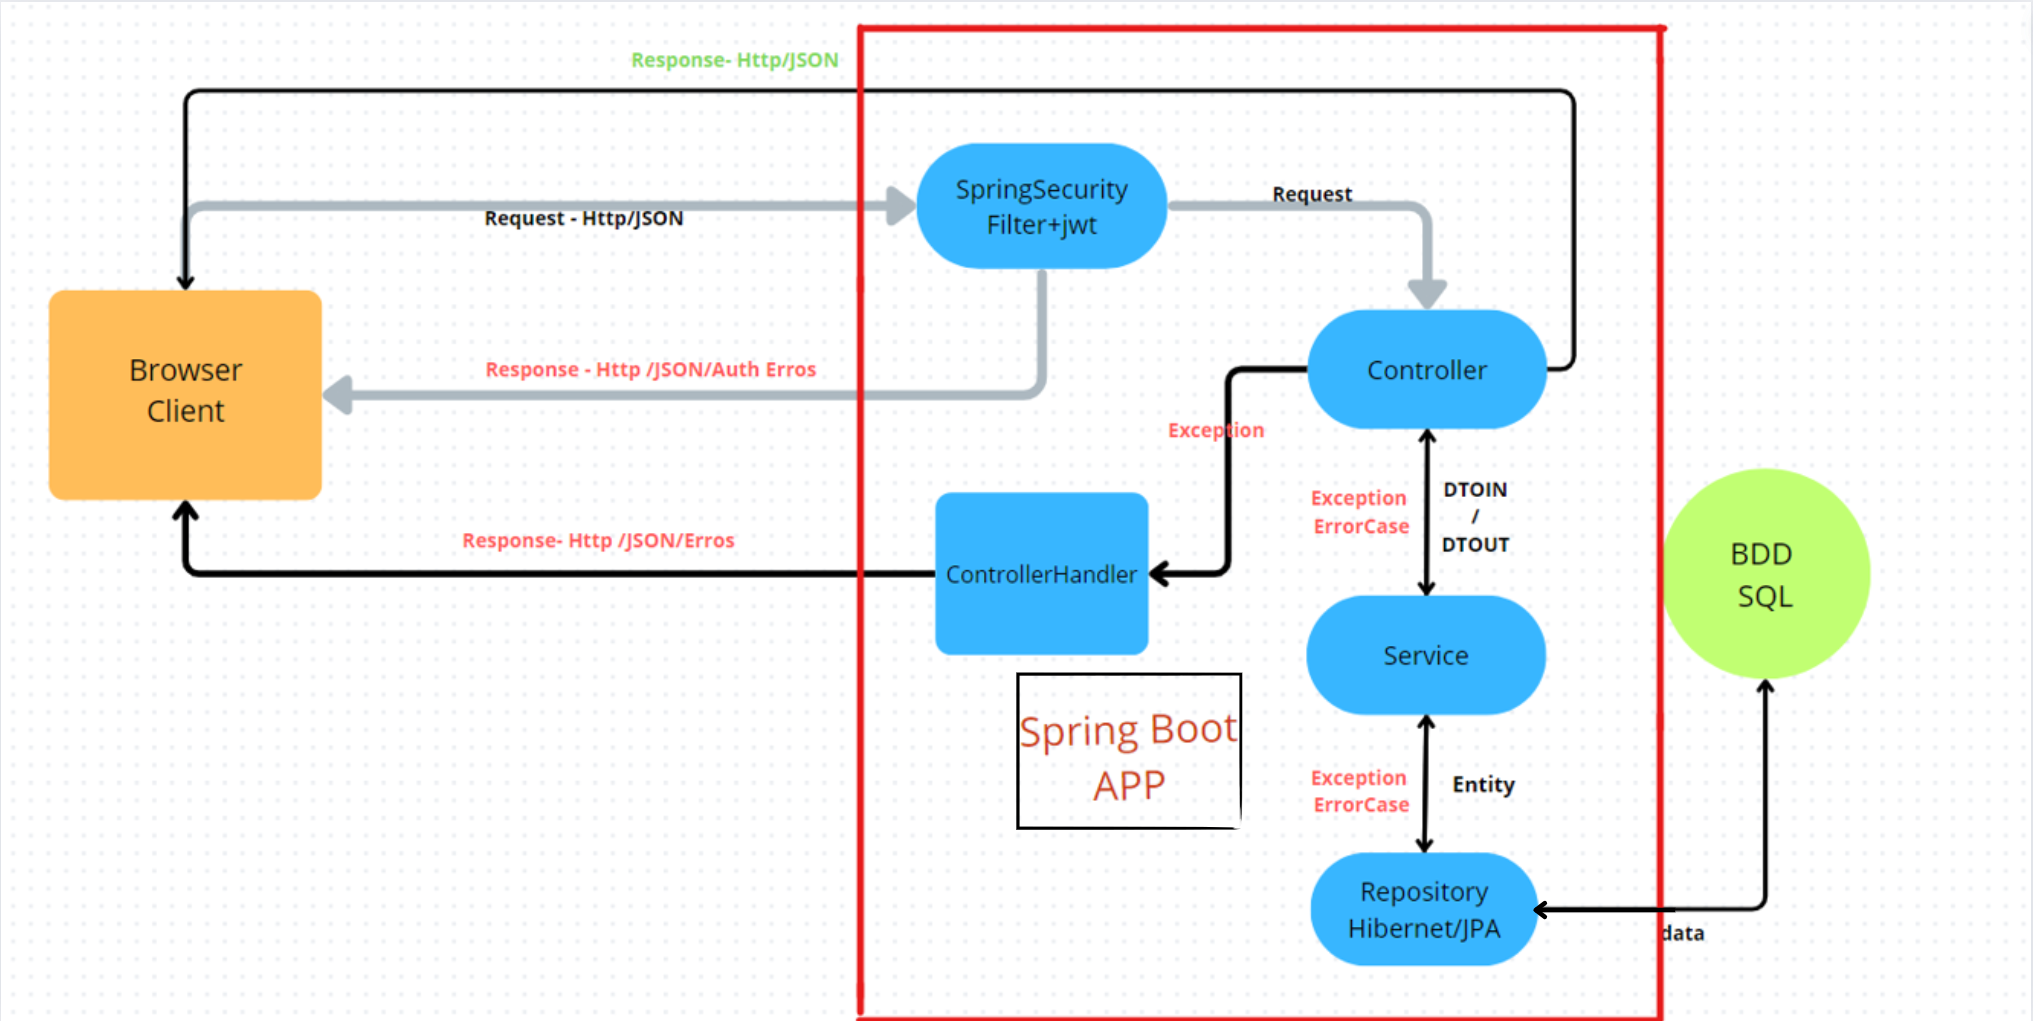 Response- Http/JSON
SpringSecurity
Filter+jwt
Request
Request - Http/JSON
Browser
Client
Response - Http /JSON/Auth Erros
Controller
Exception
Exception
ErrorCase
DTOIN
/
DTOUT
Response- Http /JSON/Erros
ControllerHandler
BDD
SQL
Service
Spring Boot
APP
Exception
ErrorCase
Entity
Repository
Hibernet/JPA
data